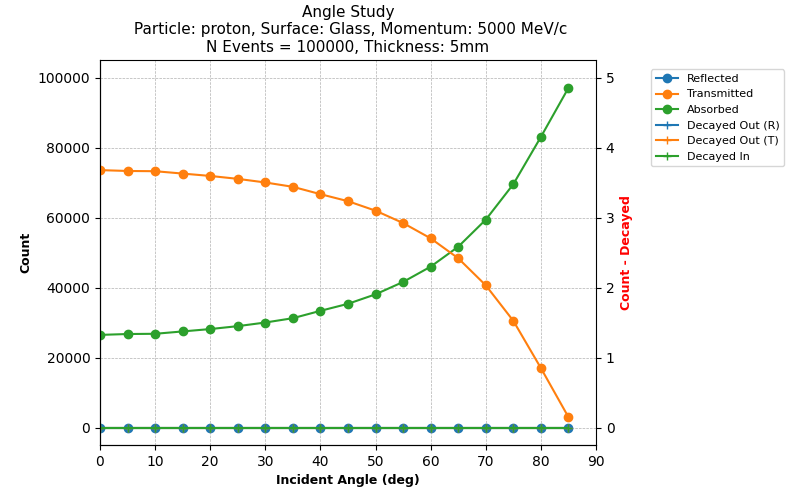 Angle Study
Particle: proton, Surface: Glass, Momentum: 5000 MeV/c
N Events = 100000, Thickness: 5mm
100000
80000
60000
40000
20000
0
Count
5
4
3
2
1
0
Count - Decayed
0 10 20 30 40 50 60 70 80 90
Incident Angle (deg)
Reflected
Transmitted
Absorbed
Decayed Out (R)
Decayed Out (T)
Decayed In